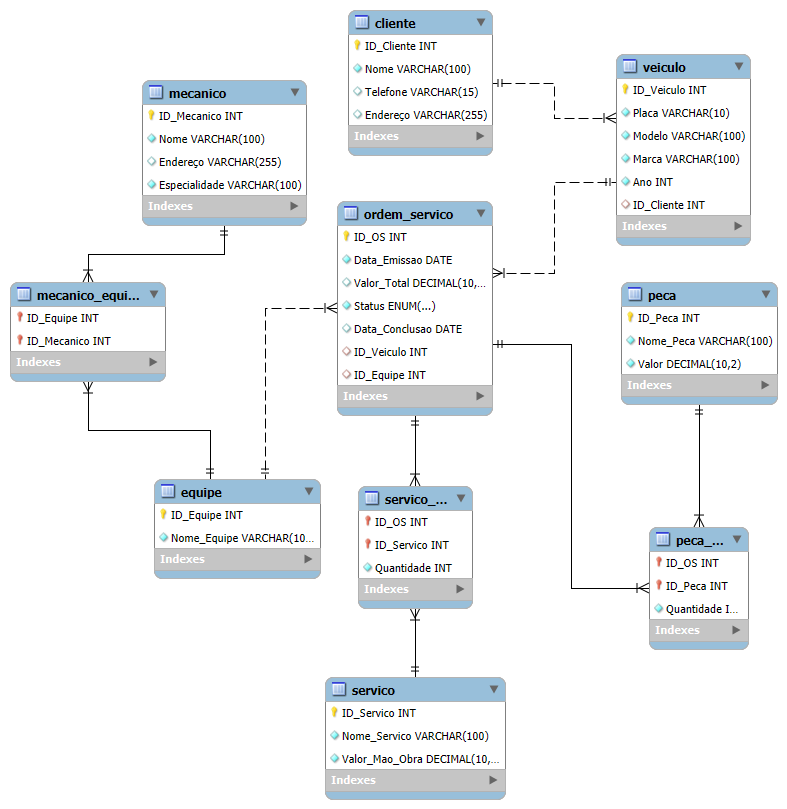 cliente
ID_Cliente INT
Nome VARCHAR(100)
Telefone VARCHAR(15)
Endereço VARCHAR(255)
Indexes
veiculo
ID_Veiculo INT
Placa VARCHAR(10)
Modelo VARCHAR(100)
Marca VARCHAR(100)
Ano INT
ID_Cliente INT
Indexes
mecanico
ID_Mecanico INT
Nome VARCHAR(100)
Endereço VARCHAR(255)
Especialidade VARCHAR(100)
Indexes
ordem_servico
ID_OS INT
Data_Emissao DATE
Valor_Total DECIMAL(10,...
Status ENUM(...)
Data_Conclusao DATE
ID_Veiculo INT
ID_Equipe INT
Indexes
mecanico_equi...
ID_Equipe INT
ID_Mecanico INT
Indexes
peca
ID_Peca INT
Nome_Peca VARCHAR(100)
Valor DECIMAL(10,2)
Indexes
equipe
ID_Equipe INT
Nome_Equipe VARCHAR(10...
Indexes
servico_...
ID_OS INT
ID_Servico INT
Quantidade INT
Indexes
peca_...
ID_OS INT
ID_Peca INT
Quantidade I...
Indexes
servico
ID_Servico INT
Nome_Servico VARCHAR(100)
Valor_Mao_Obra DECIMAL(10,...
Indexes